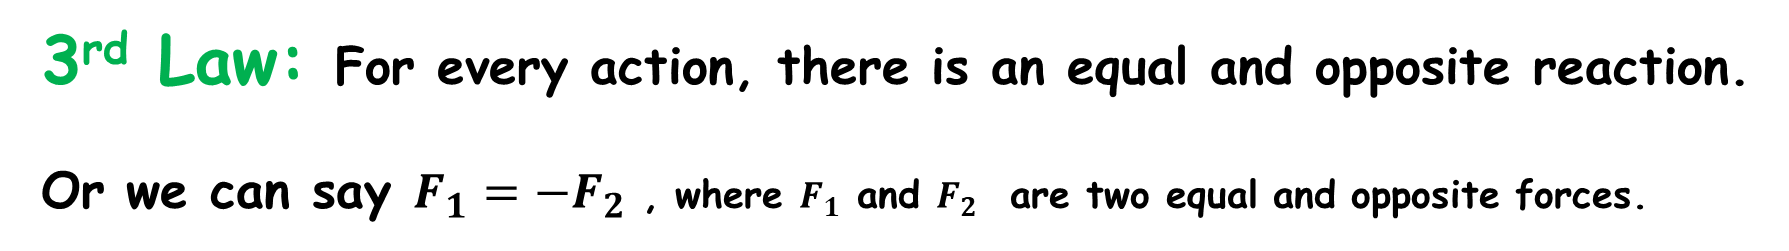 3rd Law: For every action, there is an equal and opposite reaction.
Or we can say F₁ = −F₂ , where F₁ and F₂ are two equal and opposite forces.